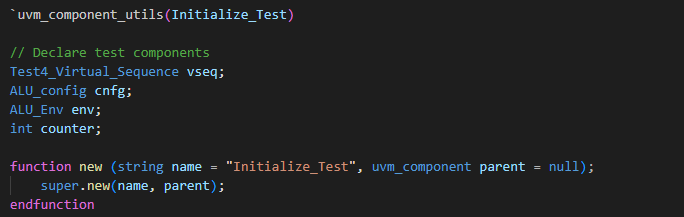 `uvm_component_utils(Initialize_Test)
// Declare test components
Test4_Virtual_Sequence vseq;
ALU_config cnfg;
ALU_Env env;
int counter;
function new (string name = "Initialize_Test", uvm_component parent = null);
super.new(name, parent);
endfunction